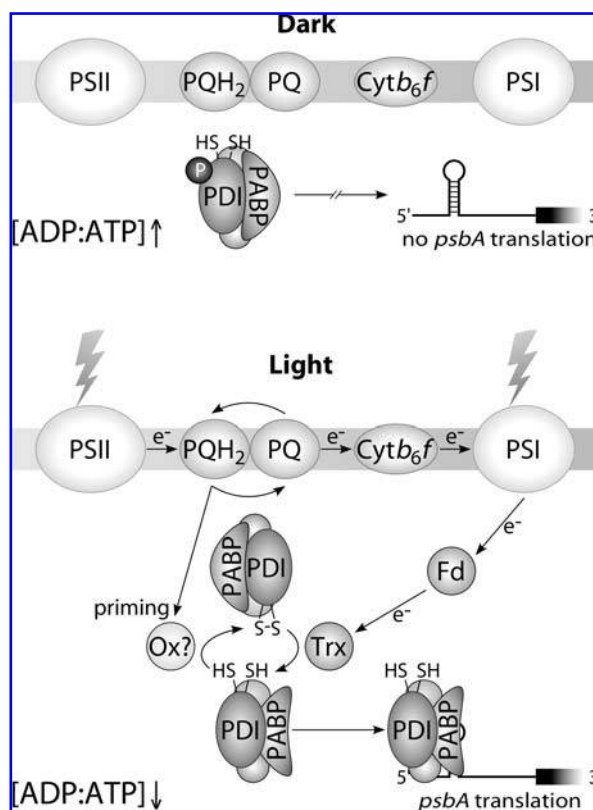 Dark
PSII PQH₂ PQ Cytb₆f PSI
HS SH
P
PDI PABP
5' 3'
[ADP:ATP]↑
no psbA translation
Light
PSII e⁻ PQH₂ PQ e⁻ Cytb₆f e⁻ PSI
e⁻
PABP PDI
Fd
priming
e⁻
S-S
Ox? Trx
HS SH HS SH
PDI PABP PDI PABP
5' 3'
[ADP:ATP]↓
psbA translation